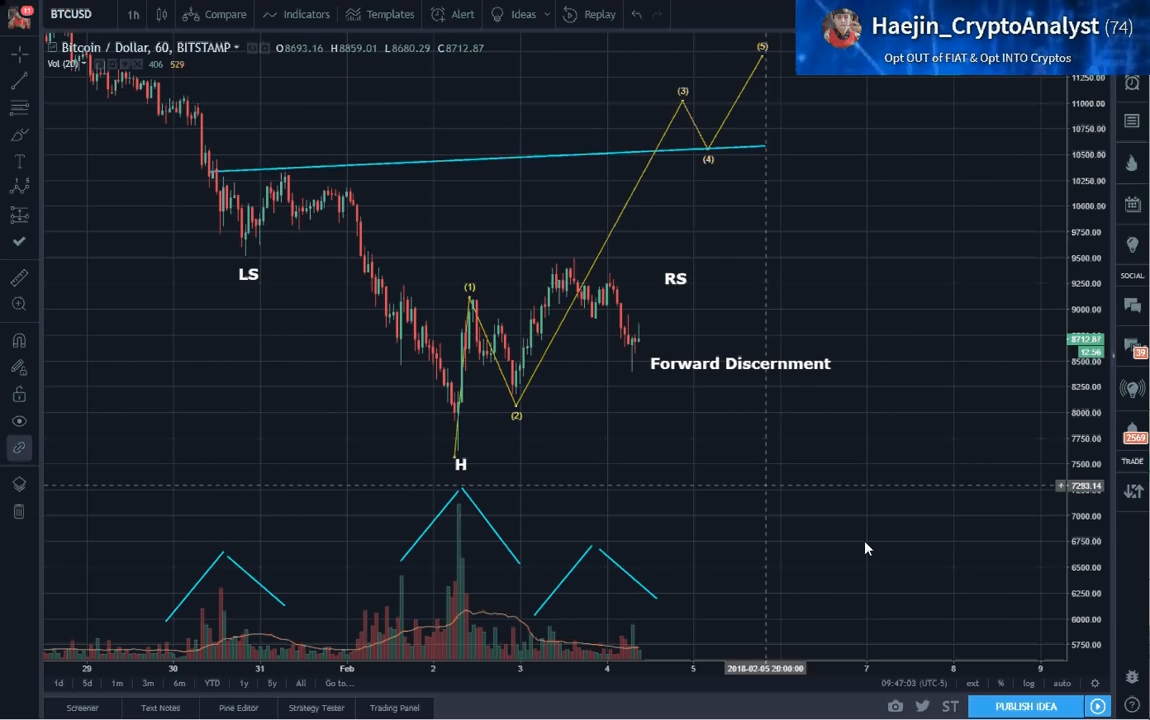 11
BTCUSD 1h Compare Indicators Templates Alert Ideas Replay
Haejin_CryptoAnalyst (74)
Opt OUT of FIAT & Opt INTO Cryptos
Bitcoin / Dollar, 60, BITSTAMP O8693.16 H8859.01 L8680.29 C8712.87
Vol (20) 406 529
(5)
11250.00
(3)
11000.00
10750.00
(4)
10500.00
10250.00
10000.00
9750.00
LS
RS
9500.00
SOCIAL
(1)
9250.00
9000.00
8712.87
39
12.56
Forward Discernment
8500.00
8250.00
(2)
8000.00
7750.00
2569
H
7500.00
TRADE
7293.14
7000.00
6750.00
6500.00
6250.00
6000.00
5750.00
29 30 31 Feb 2 3 4 5 2018-02-05 20:00:00 7 8 9
1d 5d 1m 3m 6m YTD 1y 5y All Go to... 09:47:03 (UTC-5) ext % log auto
Screener Text Notes Pine Editor Strategy Tester Trading Panel ST PUBLISH IDEA